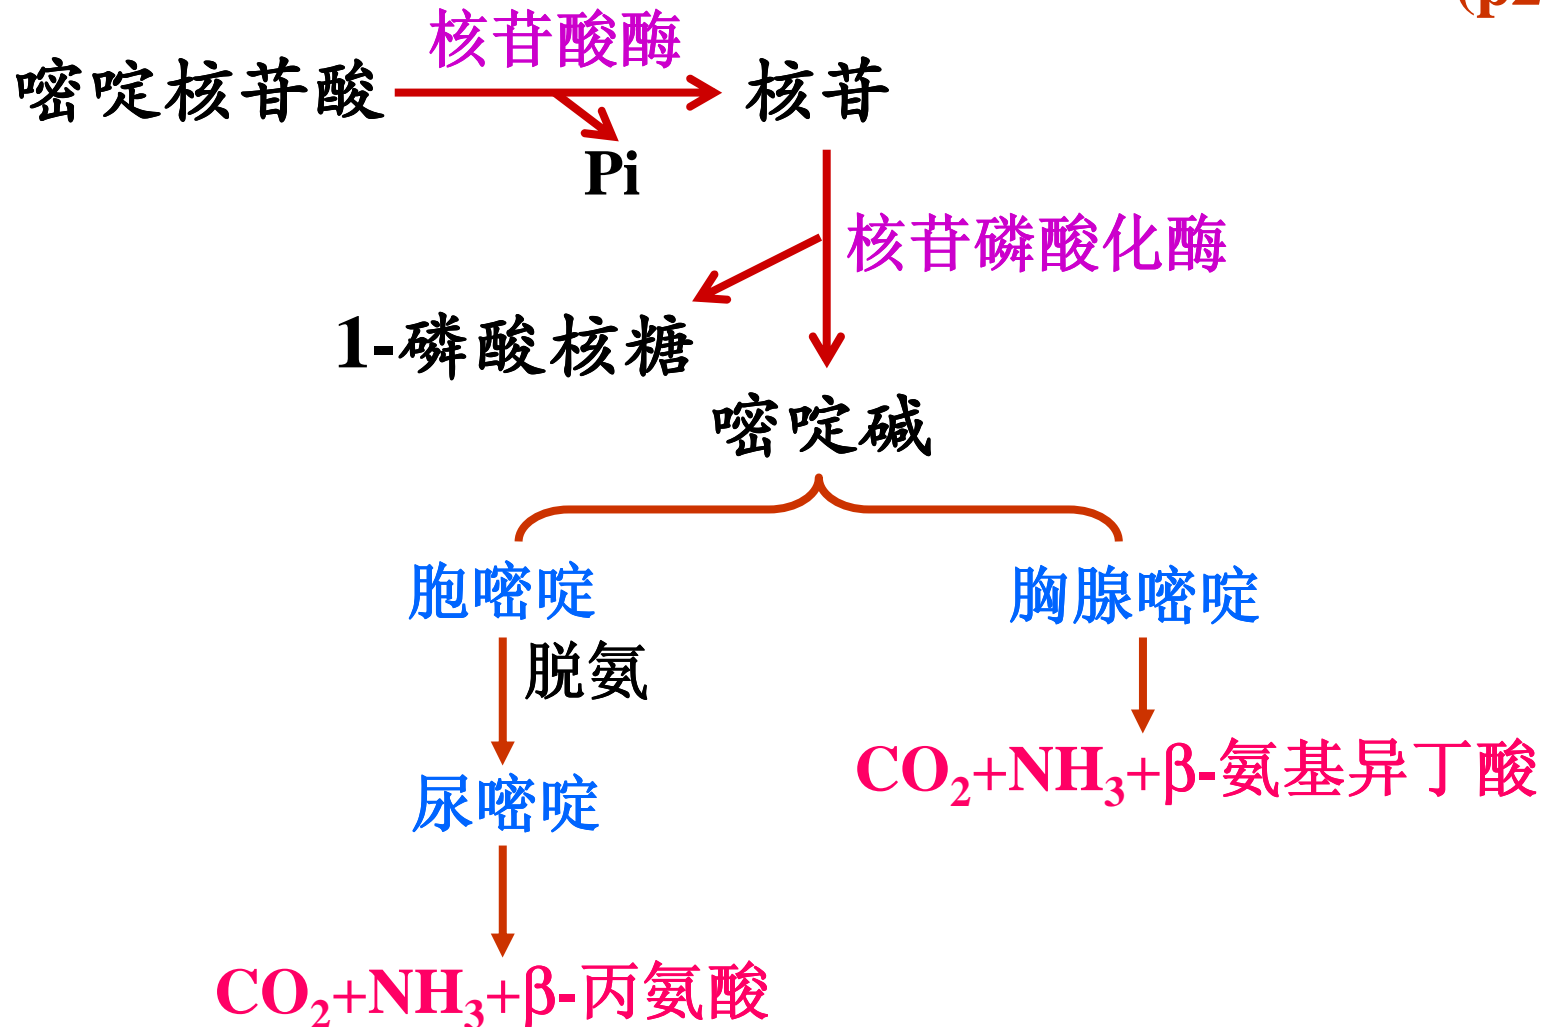 (p2
核苷酸酶
嘧啶核苷酸 核苷
Pi
核苷磷酸化酶
1-磷酸核糖
嘧啶碱
胞嘧啶 胸腺嘧啶
脱氨
CO₂+NH₃+β-氨基异丁酸
尿嘧啶
CO₂+NH₃+β-丙氨酸